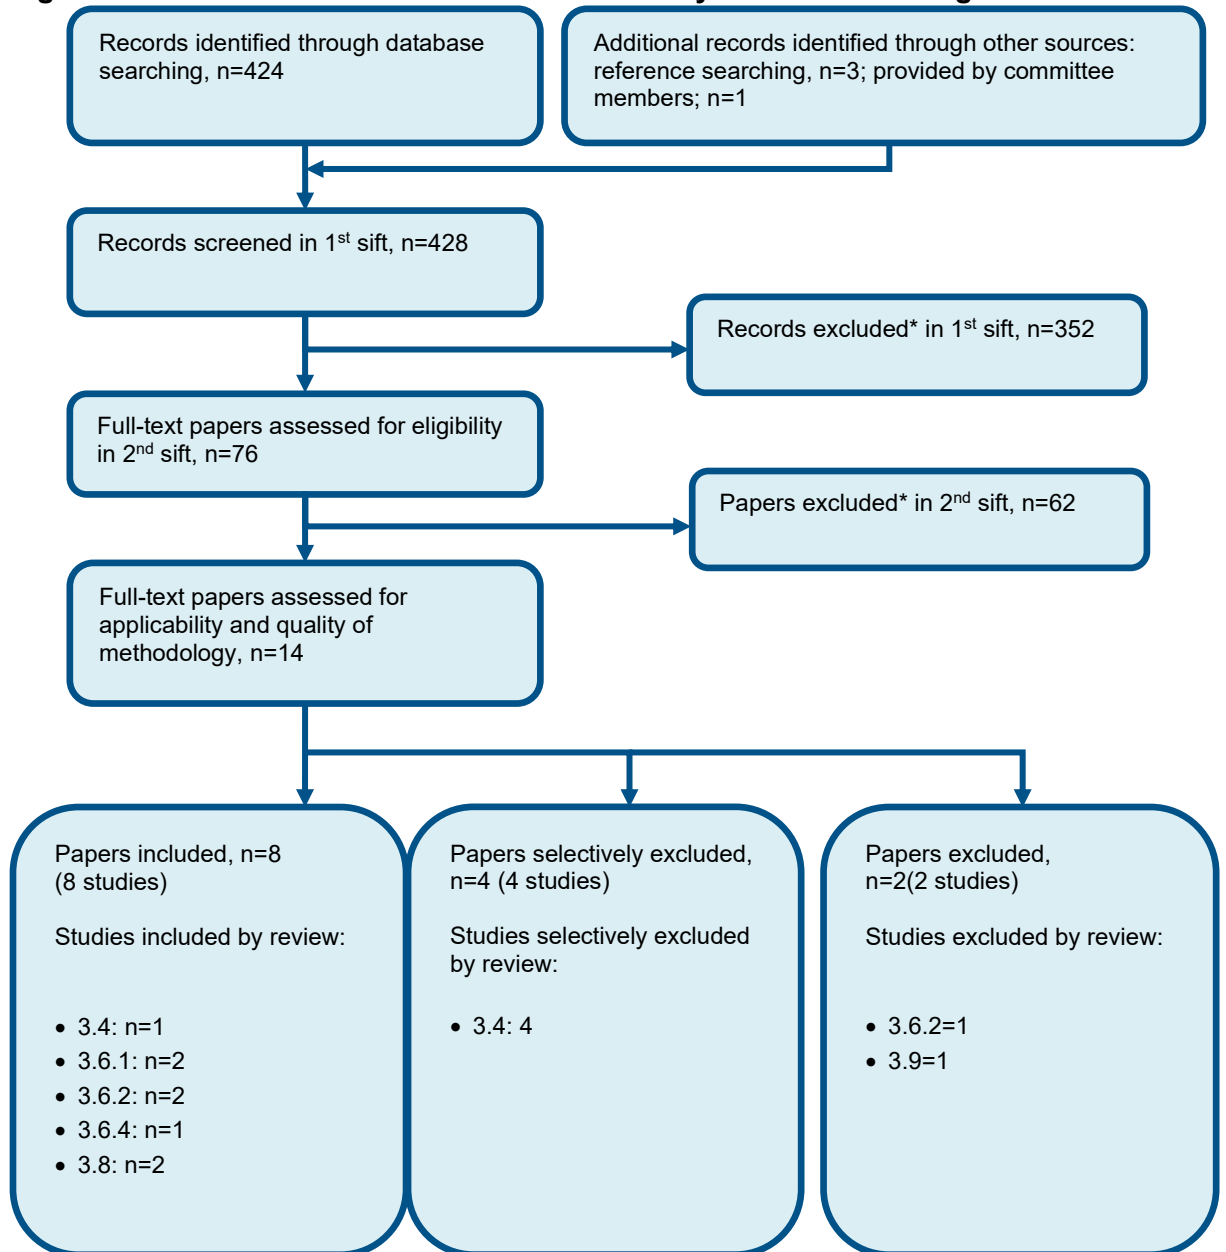 Records identified through database
searching, n=424
Additional records identified through other sources:
reference searching, n=3; provided by committee
members; n=1
Records screened in 1st sift, n=428
Records excluded* in 1st sift, n=352
Full-text papers assessed for eligibility
in 2nd sift, n=76
Papers excluded* in 2nd sift, n=62
Full-text papers assessed for
applicability and quality of
methodology, n=14
Papers included, n=8
(8 studies)
Studies included by review:
• 3.4: n=1
• 3.6.1: n=2
• 3.6.2: n=2
• 3.6.4: n=1
• 3.8: n=2
Papers selectively excluded,
n=4 (4 studies)
Studies selectively excluded
by review:
• 3.4: 4
Papers excluded,
n=2(2 studies)
Studies excluded by review:
• 3.6.2=1
• 3.9=1